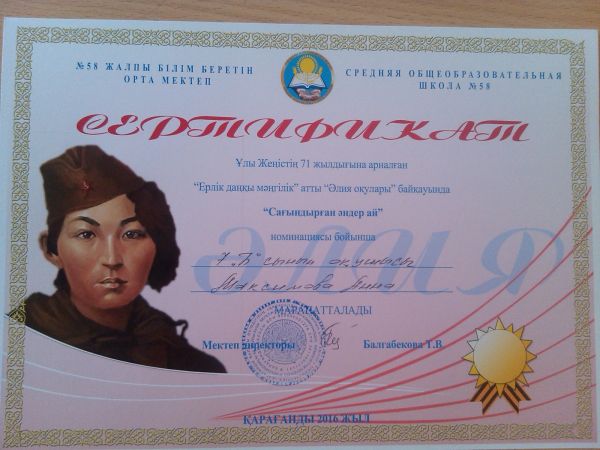 №58 ЖАЛПЫ БІЛІМ БЕРЕТІН
ОРТА МЕКТЕП
СРЕДНЯЯ ОБЩЕОБРАЗОВАТЕЛЬНАЯ
ШКОЛА №58
СЕРТИФИКАТ
Ұлы Жеңістің 71 жылдығына арналған
"Ерлік даңқы мәңгілік" атты "Әлия оқулары" байқауында
"Сағындырған әндер ай"
номинациясы бойынша
ӘЛИЯ
7 "Б" сынып оқушысы
Максимова Анна
МАРАПАТТАЛАДЫ
Мектеп директоры Балгабекова Т.В.
ҚАРАҒАНДЫ 2016 ЖЫЛ